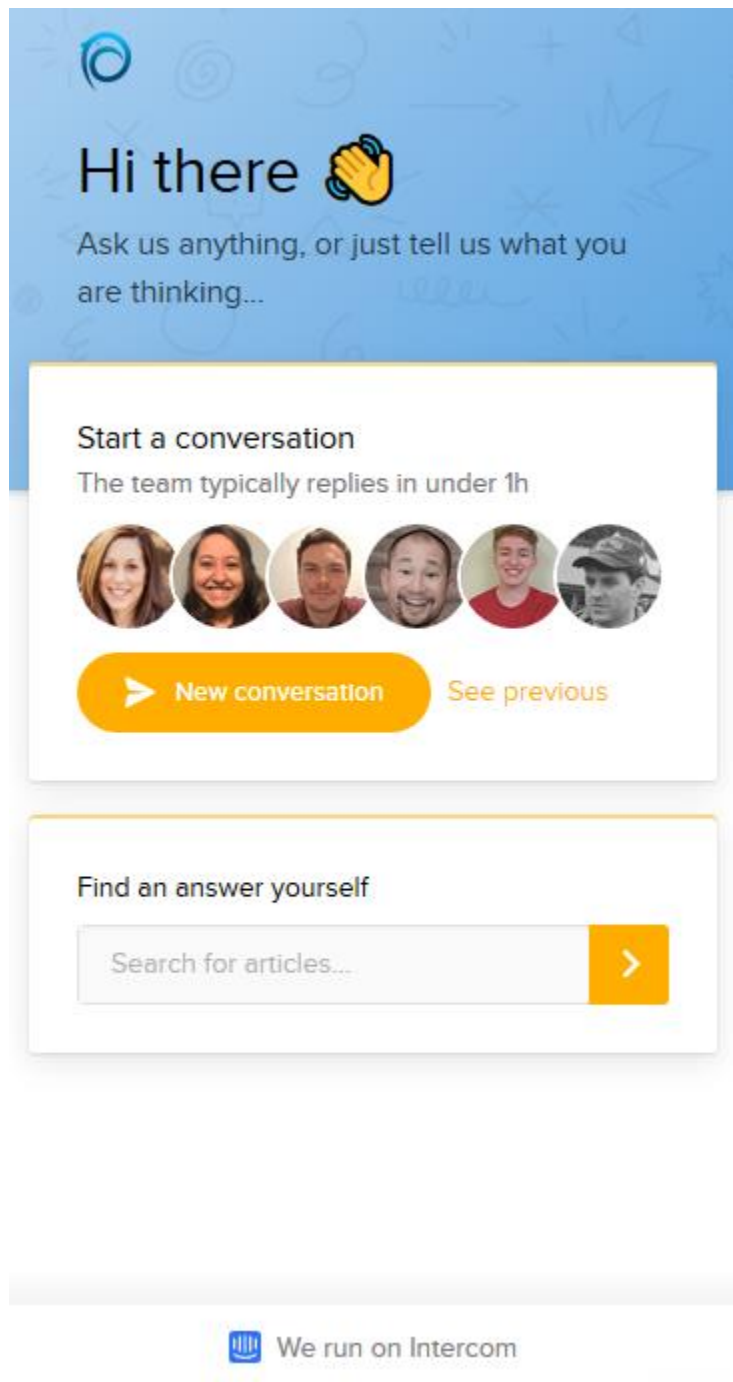 Hi there 👋
Ask us anything, or just tell us what you
are thinking...
Start a conversation
The team typically replies in under 1h
New conversation
See previous
Find an answer yourself
Search for articles...
We run on Intercom